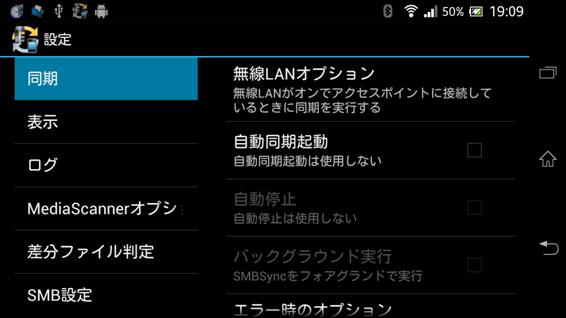 50% 19:09
設定
同期
表示
ログ
MediaScannerオプシ
差分ファイル判定
SMB設定
無線LANオプション
無線LANがオンでアクセスポイントに接続して
いるときに同期を実行する
自動同期起動
自動同期起動は使用しない
自動停止
自動停止は使用しない
バックグラウンド実行
SMBSyncをフォアグランドで実行
エラー時のオプション